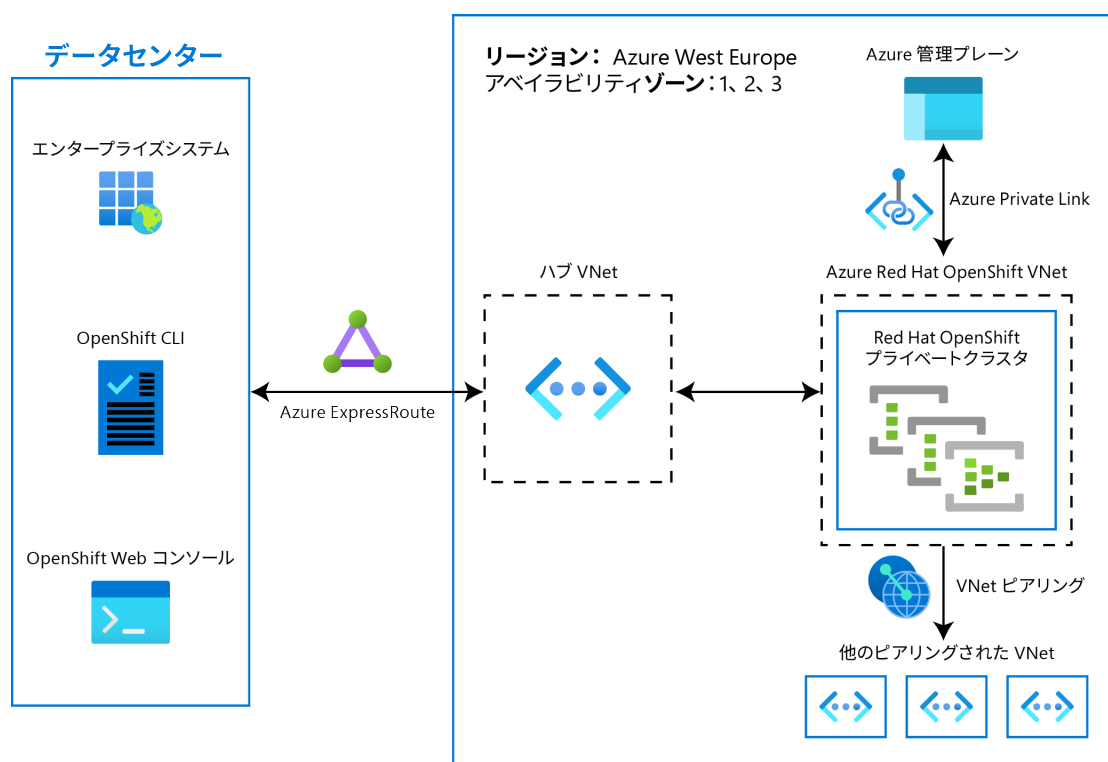 データセンター
エンタープライズシステム
OpenShift CLI
OpenShift Web コンソール
Azure ExpressRoute
リージョン： Azure West Europe
アベイラビリティゾーン：1、2、3
ハブ VNet
Azure 管理プレーン
Azure Private Link
Azure Red Hat OpenShift VNet
Red Hat OpenShift
プライベートクラスタ
VNet ピアリング
他のピアリングされた VNet